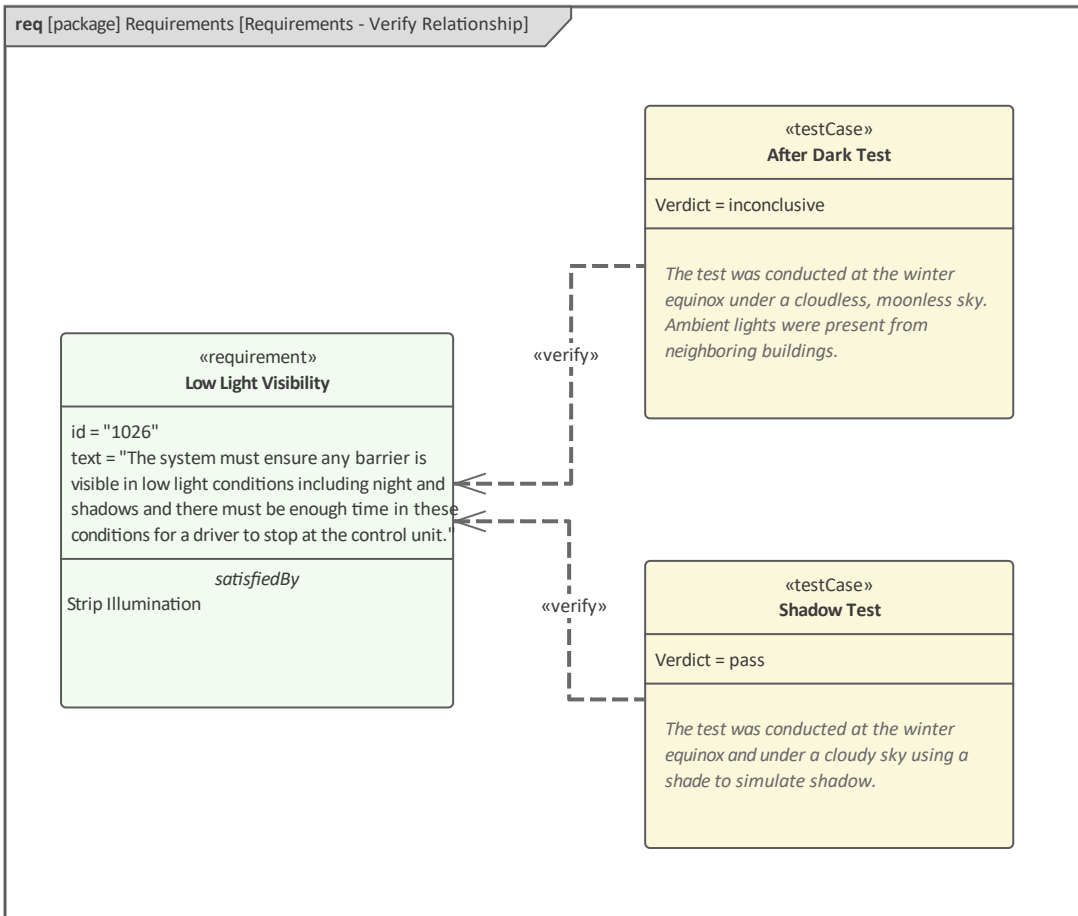 req [package] Requirements [Requirements - Verify Relationship]
«testCase»
After Dark Test
Verdict = inconclusive
The test was conducted at the winter
equinox under a cloudless, moonless sky.
Ambient lights were present from
neighboring buildings.
«verify»
«requirement»
Low Light Visibility
id = "1026"
text = "The system must ensure any barrier is
visible in low light conditions including night and
shadows and there must be enough time in these
conditions for a driver to stop at the control unit."
satisfiedBy
Strip Illumination
«verify»
«testCase»
Shadow Test
Verdict = pass
The test was conducted at the winter
equinox and under a cloudy sky using a
shade to simulate shadow.